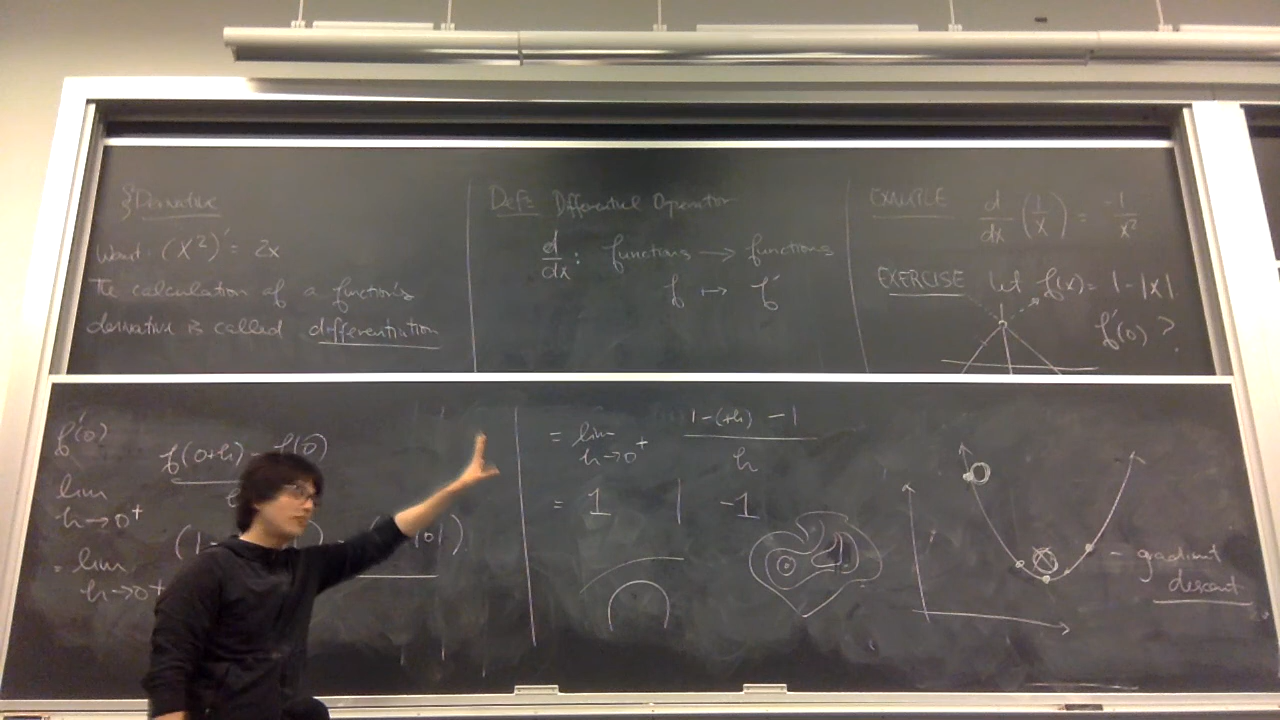 § Derivative
Want: (x²)' = 2x
The calculation of a function's
derivative is called differentiation
Def: Differential Operator
d/dx : functions → functions
f ↦ f'
EXAMPLE d/dx (1/x) = -1/x²
EXERCISE let f(x) = 1 - |x|
f'(0) ?
f'(0)
lim h→0⁺ f(0+h) - f(0)
= lim h→0⁺ (1-
= lim h→0⁺ 1-(+h) - 1 / h
= 1 | -1
- gradient
descent